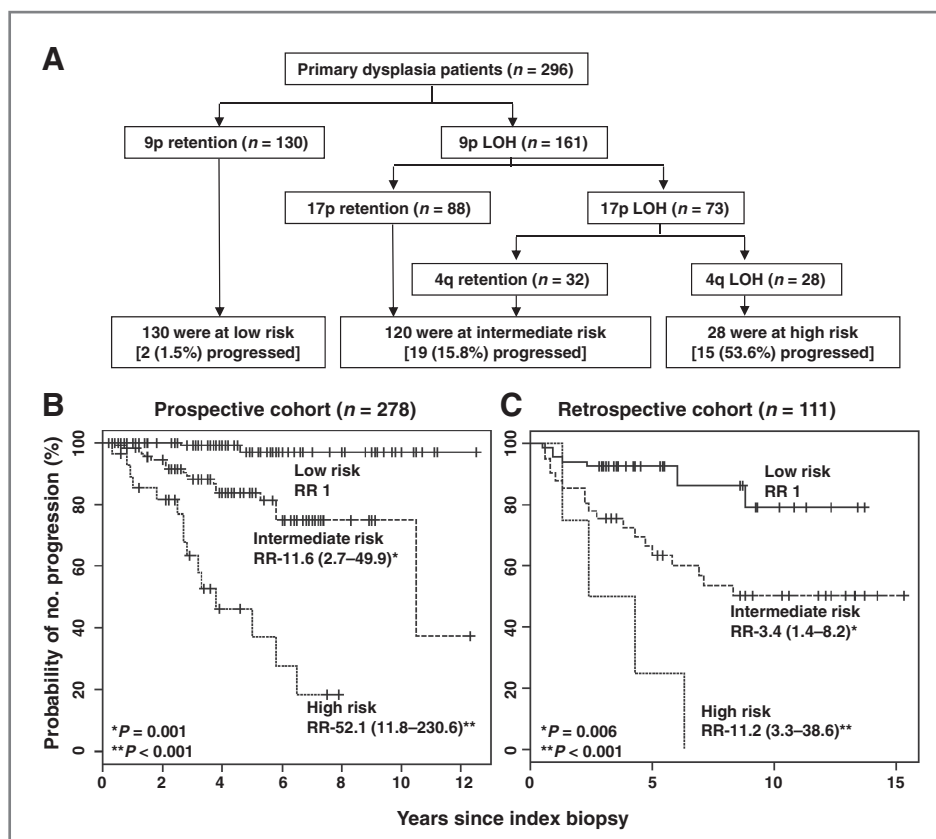 A
Primary dysplasia patients (n = 296)
9p retention (n = 130)
9p LOH (n = 161)
17p retention (n = 88)
17p LOH (n = 73)
4q retention (n = 32)
4q LOH (n = 28)
130 were at low risk
[2 (1.5%) progressed]
120 were at intermediate risk
[19 (15.8%) progressed]
28 were at high risk
[15 (53.6%) progressed]
B
Prospective cohort (n = 278)
Probability of no. progression (%)
100
80
60
40
20
0
Low risk
RR 1
Intermediate risk
RR-11.6 (2.7–49.9)*
High risk
RR-52.1 (11.8–230.6)**
*P = 0.001
**P < 0.001
0 2 4 6 8 10 12
C
Retrospective cohort (n = 111)
100
80
60
40
20
0
Low risk
RR 1
Intermediate risk
RR-3.4 (1.4–8.2)*
High risk
RR-11.2 (3.3–38.6)**
*P = 0.006
**P < 0.001
0 5 10 15
Years since index biopsy